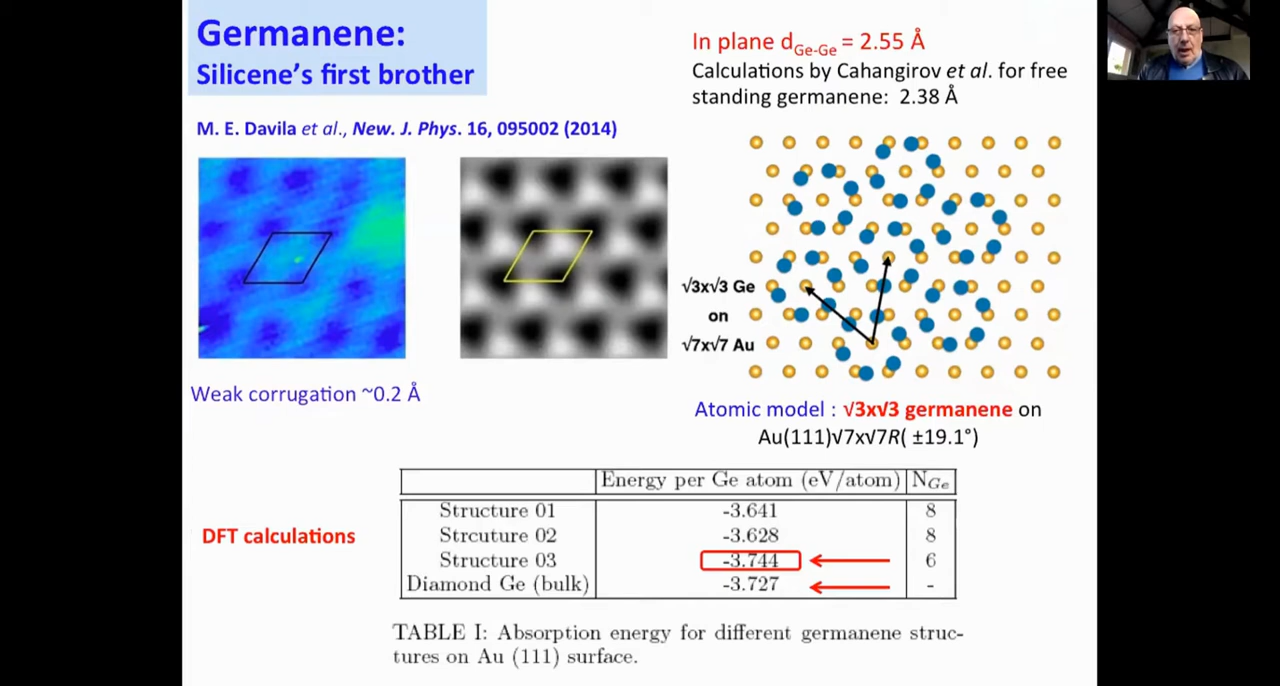 Germanene:
Silicene's first brother
M. E. Davila et al., New. J. Phys. 16, 095002 (2014)
Weak corrugation ~0.2 Å
In plane dGe-Ge = 2.55 Å
Calculations by Cahangirov et al. for free
standing germanene: 2.38 Å
√3x√3 Ge
on
√7x√7 Au
Atomic model : √3x√3 germanene on
Au(111)√7x√7R( ±19.1°)
DFT calculations
Energy per Ge atom (eV/atom) NGe
Structure 01 -3.641 8
Strcuture 02 -3.628 8
Structure 03 -3.744 6
Diamond Ge (bulk) -3.727 -
TABLE I: Absorption energy for different germanene struc-
tures on Au (111) surface.